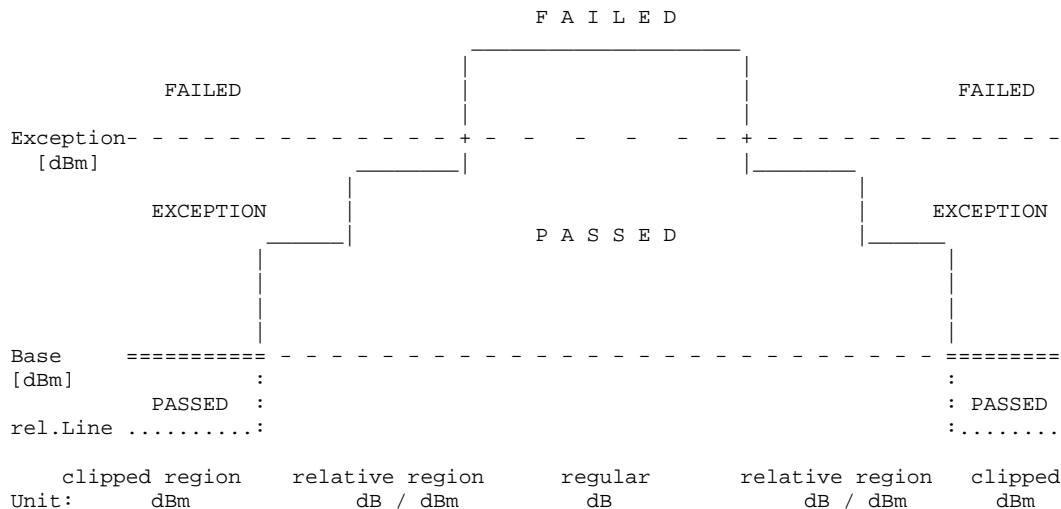 F A I L E D
FAILED FAILED
Exception- - - - - - - - - - - - - - + - - - - - - + - - - - - - - - - - - -
[dBm]
EXCEPTION EXCEPTION
P A S S E D
Base =========== - - - - - - - - - - - - - - - - - - - - - - - - - - =========
[dBm] : :
PASSED : : PASSED
rel.Line ..........: :........
clipped region relative region regular relative region clipped
Unit: dBm dB / dBm dB dB / dBm dBm